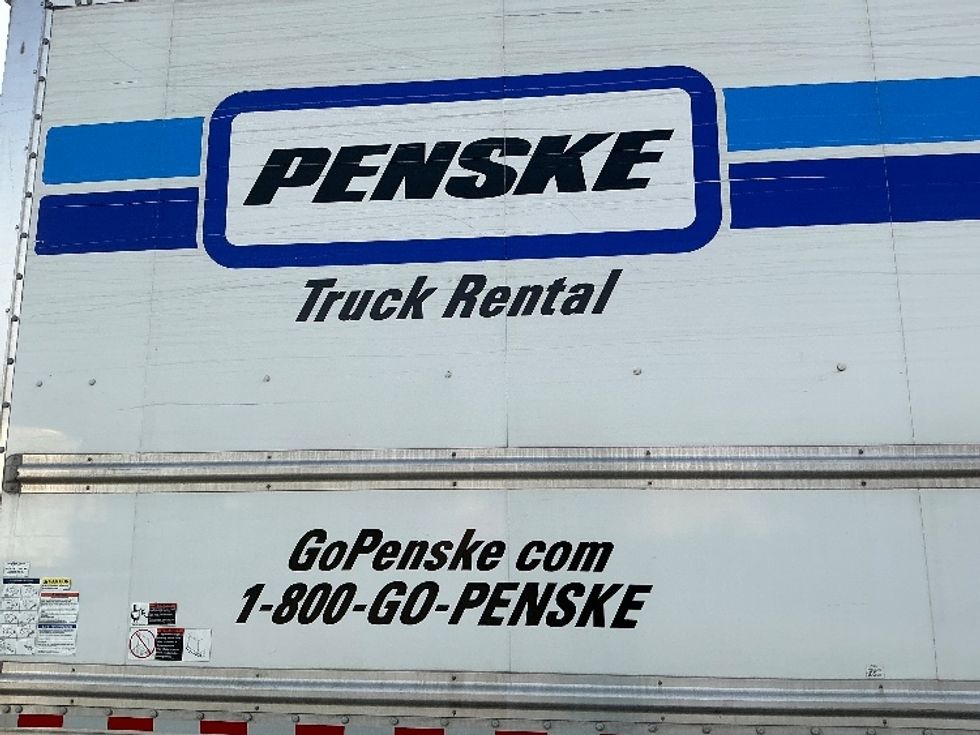 PENSKE
Truck Rental
GoPenske com
1-800-GO-PENSKE